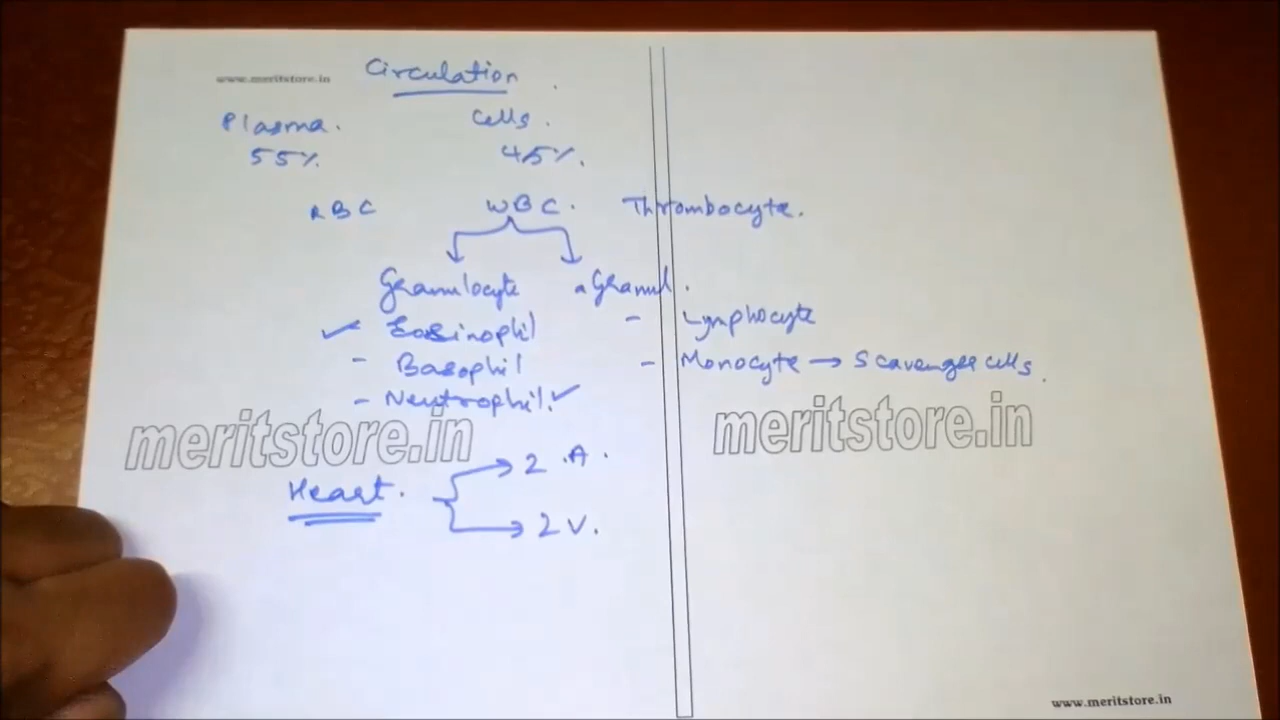 www.meritstore.in Circulation
Plasma. Cells.
55% 45%.
RBC WBC. Thrombocyte.
Granulocyte aGranul.
Eosinophil - Lymphocyte
- Basophil - Monocyte → Scavenger cells.
- Neutrophil.
meritstore.in meritstore.in
Heart. 2 A.
2 V.
www.meritstore.in